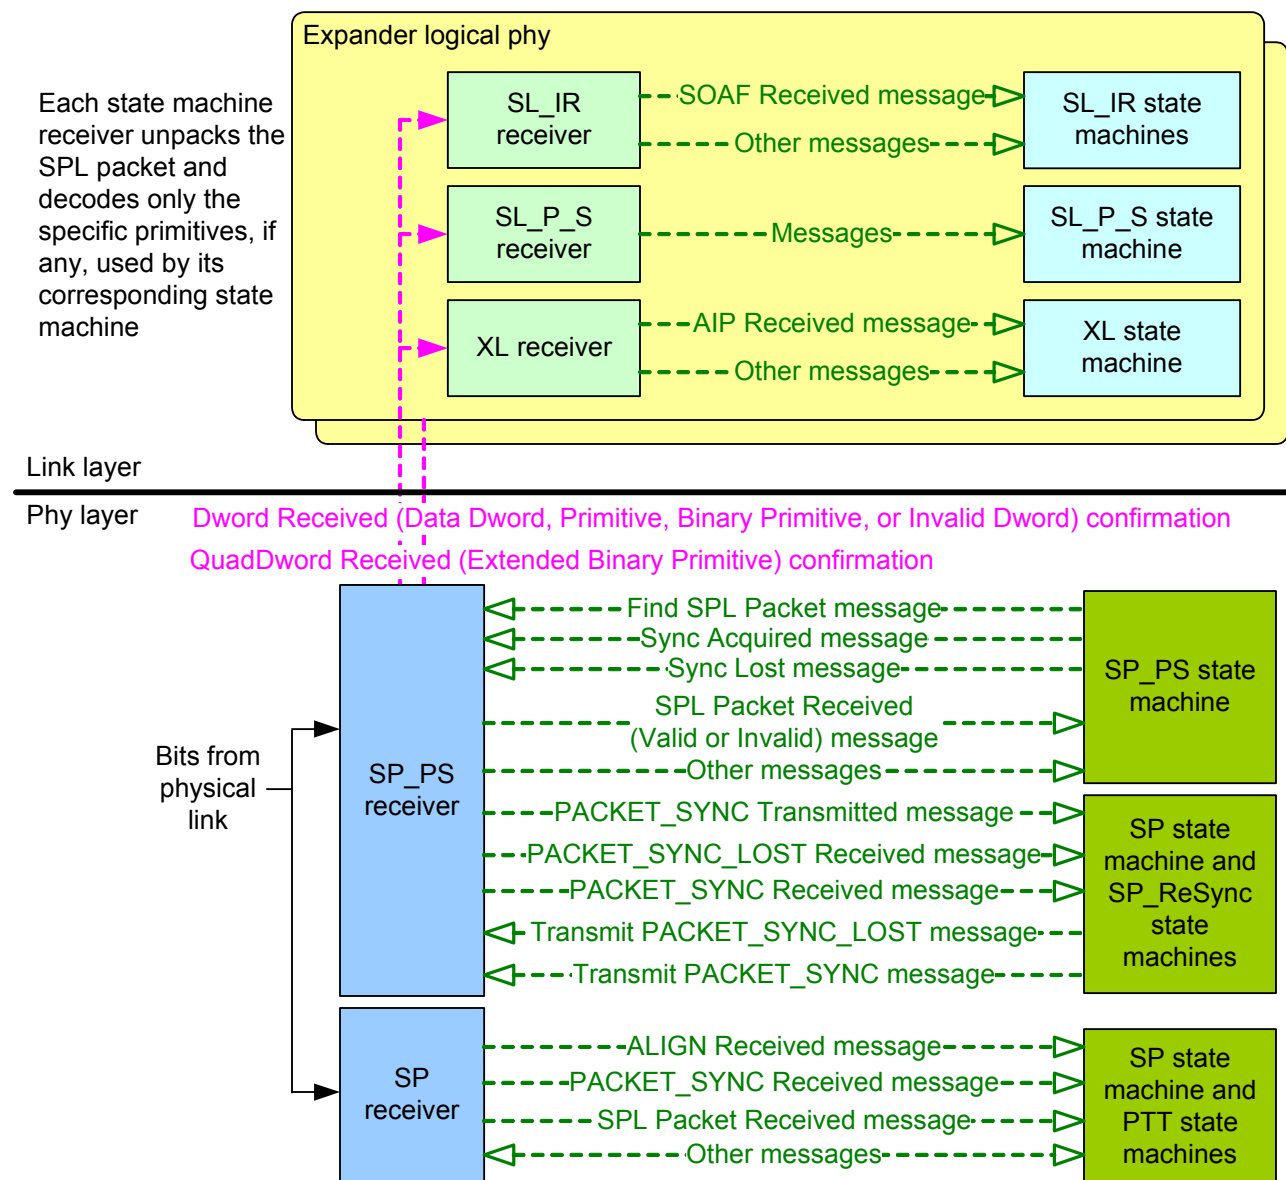 Expander logical phy
Each state machine
receiver unpacks the
SPL packet and
decodes only the
specific primitives, if
any, used by its
corresponding state
machine
SL_IR
receiver
SOAF Received message
Other messages
SL_IR state
machines
SL_P_S
receiver
Messages
SL_P_S state
machine
XL receiver
AIP Received message
Other messages
XL state
machine
Link layer
Phy layer
Dword Received (Data Dword, Primitive, Binary Primitive, or Invalid Dword) confirmation
QuadDword Received (Extended Binary Primitive) confirmation
Bits from
physical
link
SP_PS
receiver
Find SPL Packet message
Sync Acquired message
Sync Lost message
SPL Packet Received
(Valid or Invalid) message
Other messages
SP_PS state
machine
PACKET_SYNC Transmitted message
PACKET_SYNC_LOST Received message
PACKET_SYNC Received message
Transmit PACKET_SYNC_LOST message
Transmit PACKET_SYNC message
SP state
machine and
SP_ReSync
state
machines
SP
receiver
ALIGN Received message
PACKET_SYNC Received message
SPL Packet Received message
Other messages
SP state
machine and
PTT state
machines